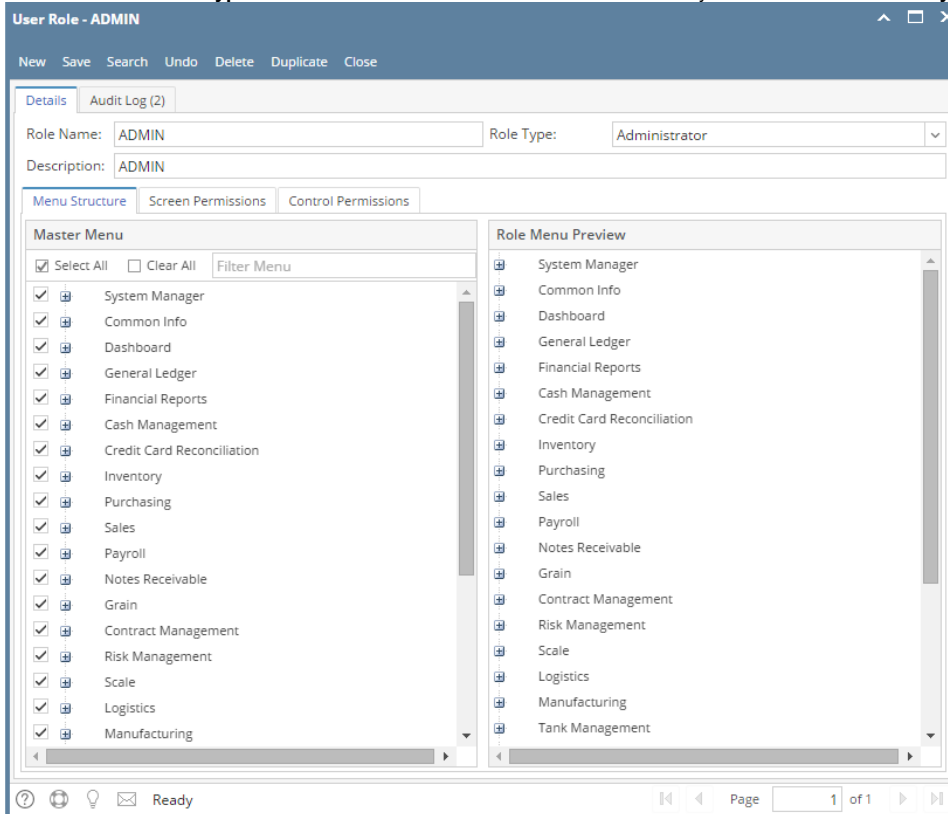 User Role - ADMIN
New Save Search Undo Delete Duplicate Close
Details Audit Log (2)
Role Name: ADMIN Role Type: Administrator
Description: ADMIN
Menu Structure Screen Permissions Control Permissions
Master Menu
Select All Clear All Filter Menu
System Manager
Common Info
Dashboard
General Ledger
Financial Reports
Cash Management
Credit Card Reconciliation
Inventory
Purchasing
Sales
Payroll
Notes Receivable
Grain
Contract Management
Risk Management
Scale
Logistics
Manufacturing
Role Menu Preview
System Manager
Common Info
Dashboard
General Ledger
Financial Reports
Cash Management
Credit Card Reconciliation
Inventory
Purchasing
Sales
Payroll
Notes Receivable
Grain
Contract Management
Risk Management
Scale
Logistics
Manufacturing
Tank Management
Ready Page 1 of 1